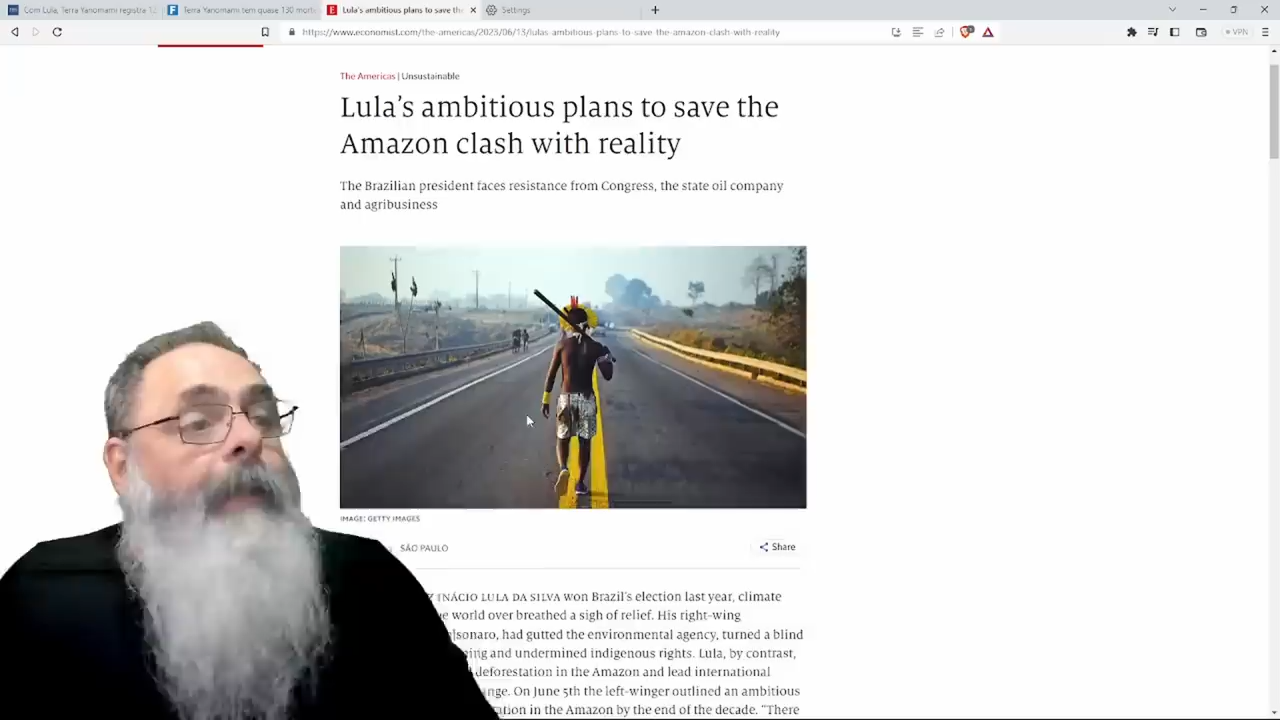 Com Lula, Terra Yanomami registra 12
Terra Yanomami tem quase 130 mort
Lula's ambitious plans to save the
Settings
https://www.economist.com/the-americas/2023/06/13/lulas-ambitious-plans-to-save-the-amazon-clash-with-reality
VPN
The Americas | Unsustainable
Lula's ambitious plans to save the
Amazon clash with reality
The Brazilian president faces resistance from Congress, the state oil company
and agribusiness
IMAGE: GETTY IMAGES
SÃO PAULO
Share
INÁCIO LULA DA SILVA won Brazil's election last year, climate
world over breathed a sigh of relief. His right-wing
had gutted the environmental agency, turned a blind
and undermined indigenous rights. Lula, by contrast,
deforestation in the Amazon and lead international
On June 5th the left-winger outlined an ambitious
in the Amazon by the end of the decade. "There